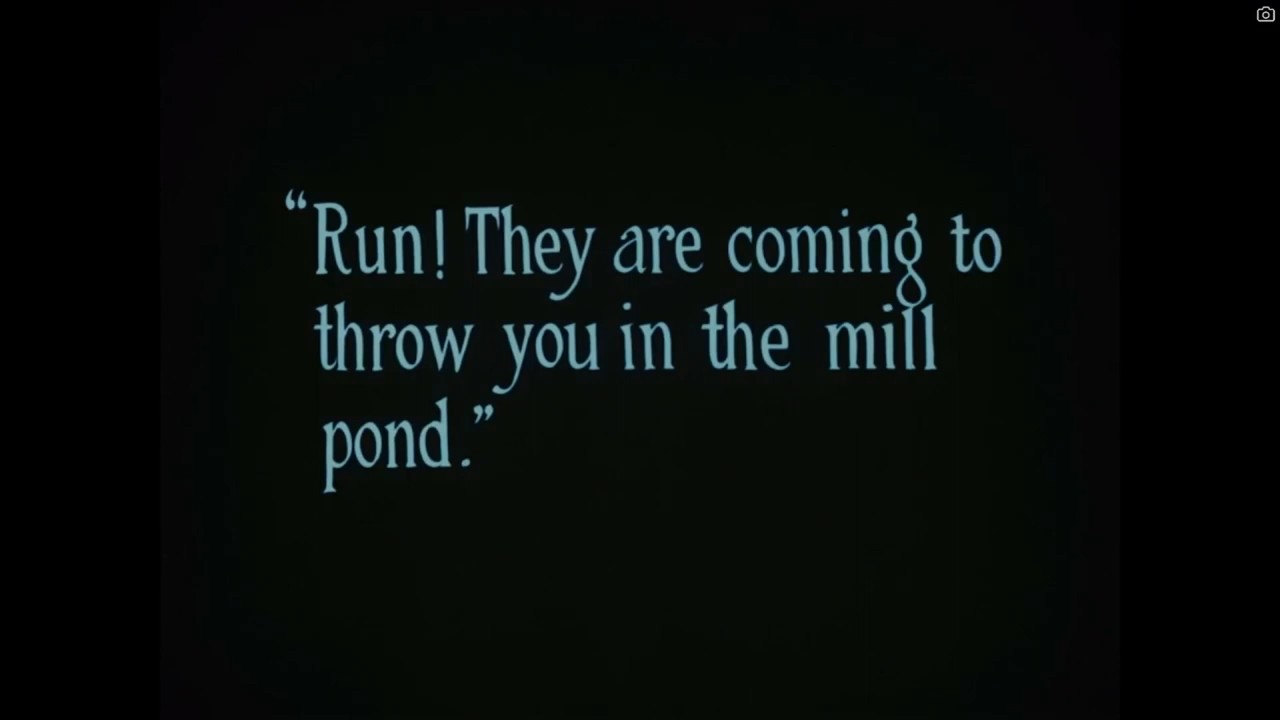 “Run! They are coming to
throw you in the mill
pond.”